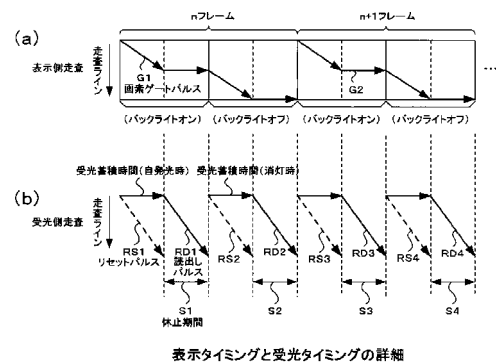 nフレーム n+1フレーム
(a)
表示側走査
走査ライン
G1
画素ゲートパルス
G2
…
(バックライトオン) (バックライトオフ) (バックライトオン) (バックライトオフ)
受光蓄積時間(自発光時) 受光蓄積時間(消灯時)
(b)
受光側走査
走査ライン
RS1 RD1 RS2 RD2 RS3 RD3 RS4 RD4
リセットパルス 読出しパルス
S1 S2 S3 S4
休止期間
表示タイミングと受光タイミングの詳細